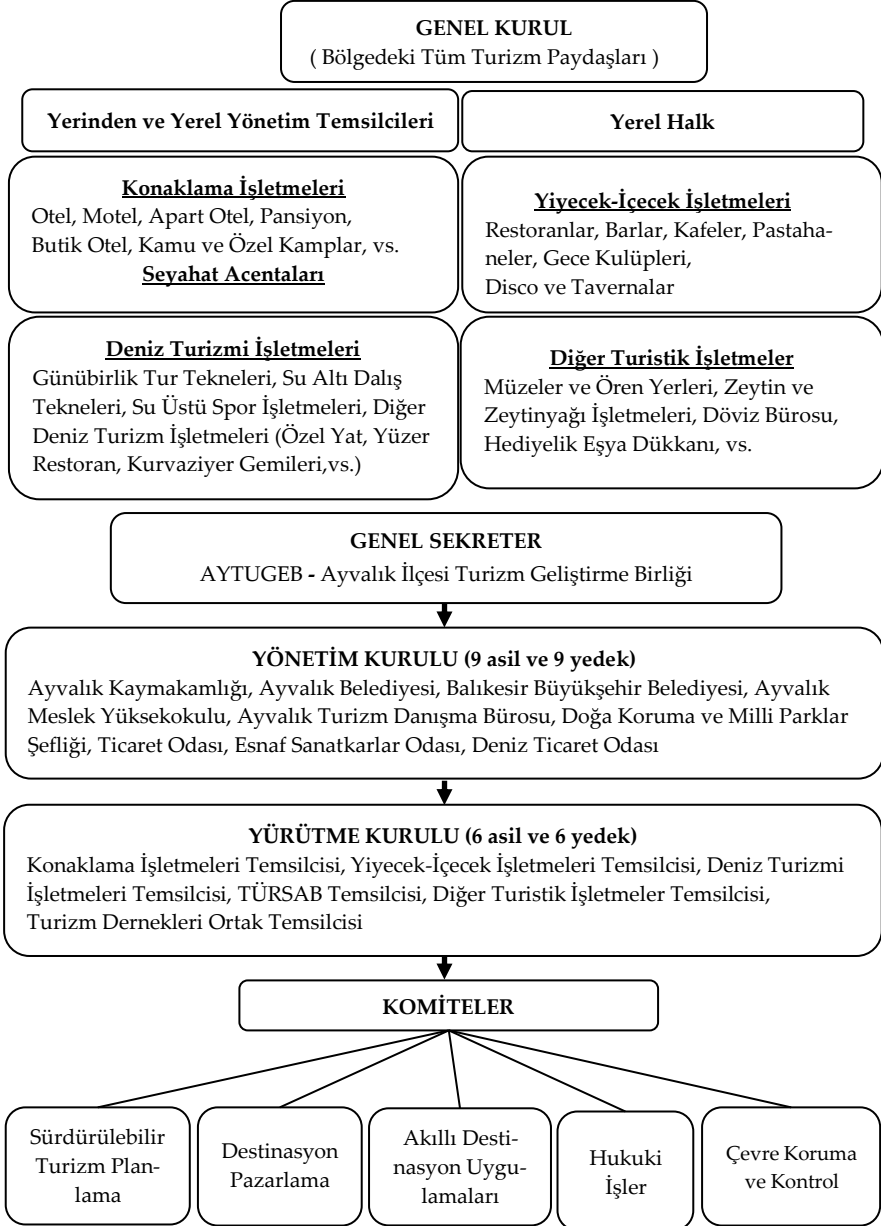 GENEL KURUL
( Bölgedeki Tüm Turizm Paydaşları )
Yerinden ve Yerel Yönetim Temsilcileri
Yerel Halk
Konaklama İşletmeleri
Otel, Motel, Apart Otel, Pansiyon,
Butik Otel, Kamu ve Özel Kamplar, vs.
Seyahat Acentaları
Yiyecek-İçecek İşletmeleri
Restoranlar, Barlar, Kafeler, Pastaha-
neler, Gece Kulüpleri,
Disco ve Tavernalar
Deniz Turizmi İşletmeleri
Günübirlik Tur Tekneleri, Su Altı Dalış
Tekneleri, Su Üstü Spor İşletmeleri, Diğer
Deniz Turizm İşletmeleri (Özel Yat, Yüzer
Restoran, Kurvaziyer Gemileri,vs.)
Diğer Turistik İşletmeler
Müzeler ve Ören Yerleri, Zeytin ve
Zeytinyağı İşletmeleri, Döviz Bürosu,
Hediyelik Eşya Dükkanı, vs.
GENEL SEKRETER
AYTUGEB - Ayvalık İlçesi Turizm Geliştirme Birliği
YÖNETİM KURULU (9 asil ve 9 yedek)
Ayvalık Kaymakamlığı, Ayvalık Belediyesi, Balıkesir Büyükşehir Belediyesi, Ayvalık
Meslek Yüksekokulu, Ayvalık Turizm Danışma Bürosu, Doğa Koruma ve Milli Parklar
Şefliği, Ticaret Odası, Esnaf Sanatkarlar Odası, Deniz Ticaret Odası
YÜRÜTME KURULU (6 asil ve 6 yedek)
Konaklama İşletmeleri Temsilcisi, Yiyecek-İçecek İşletmeleri Temsilcisi, Deniz Turizmi
İşletmeleri Temsilcisi, TÜRSAB Temsilcisi, Diğer Turistik İşletmeler Temsilcisi,
Turizm Dernekleri Ortak Temsilcisi
KOMİTELER
Sürdürülebilir
Turizm Plan-
lama
Destinasyon
Pazarlama
Akıllı Desti-
nasyon Uygu-
lamaları
Hukuki
İşler
Çevre Koruma
ve Kontrol